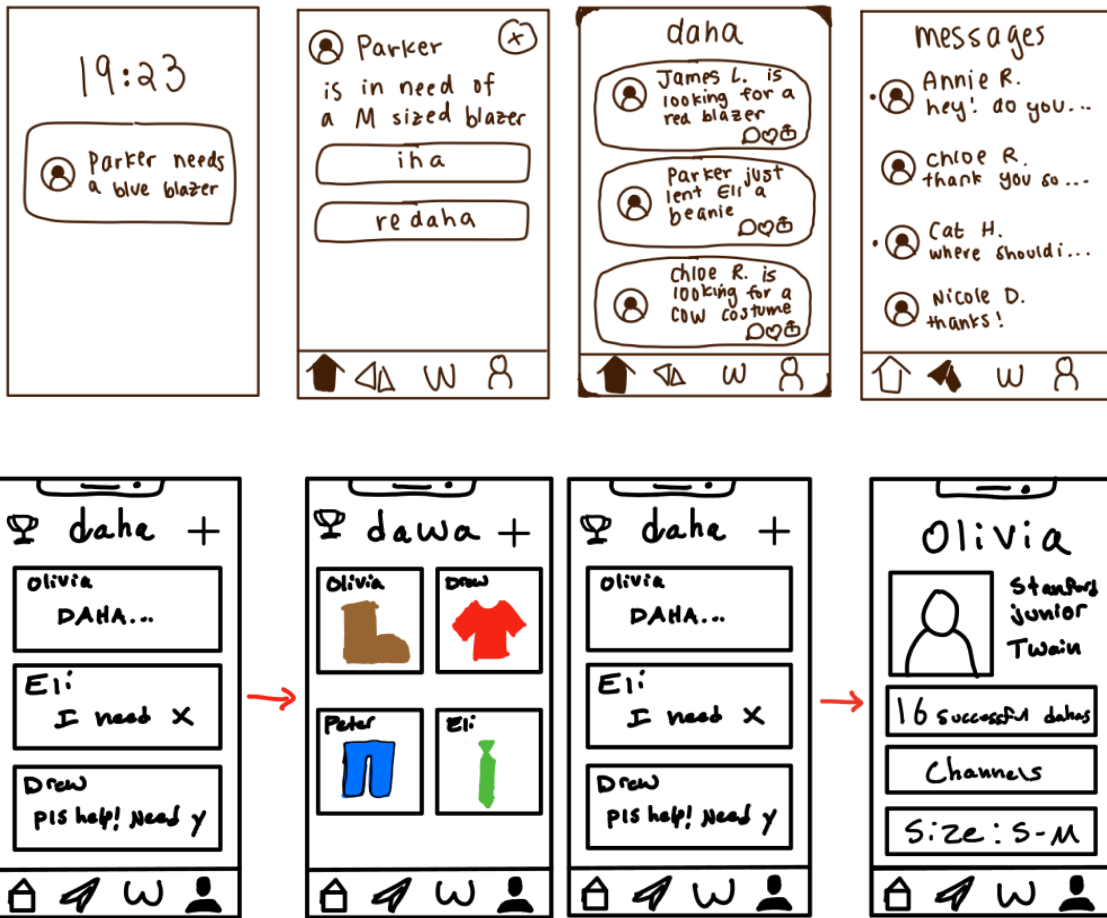 19:23
Parker needs
a blue blazer
Parker
is in need of
a M sized blazer
iha
redaha
daha
James L. is
looking for a
red blazer
Parker just
lent Eli a
beanie
Chloe R. is
looking for a
cow costume
W
messages
Annie R.
hey! do you...
Chloe R.
thank you so...
Cat H.
where should i...
Nicole D.
thanks!
W
W
daha +
Olivia
DAHA...
Eli
I need X
Drew
pls help! Need y
W
dawa +
Olivia
Drew
Peter
Eli
W
daha +
Olivia
DAHA...
Eli
I need X
Drew
pls help! Need y
W
Olivia
Stanford
junior
Twain
16 successful dahas
Channels
Size: S-M
W